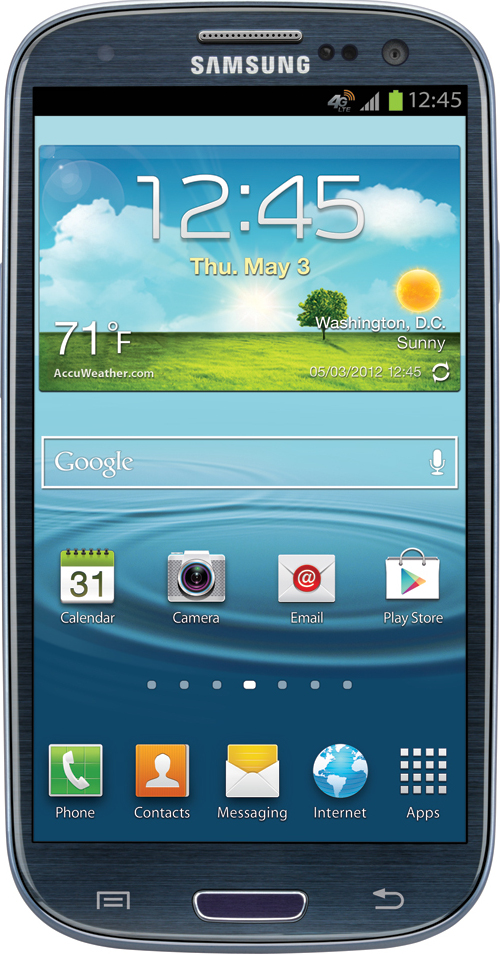 SAMSUNG
4G LTE 12:45
12:45
Thu. May 3
71°F
Washington, D.C.
Sunny
AccuWeather.com
05/03/2012 12:45
Google
31
@
Calendar Camera Email Play Store
Phone Contacts Messaging Internet Apps